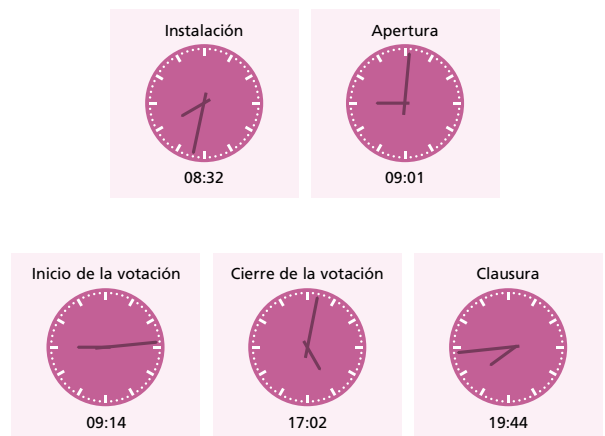 Instalación
08:32
Apertura
09:01
Inicio de la votación
09:14
Cierre de la votación
17:02
Clausura
19:44